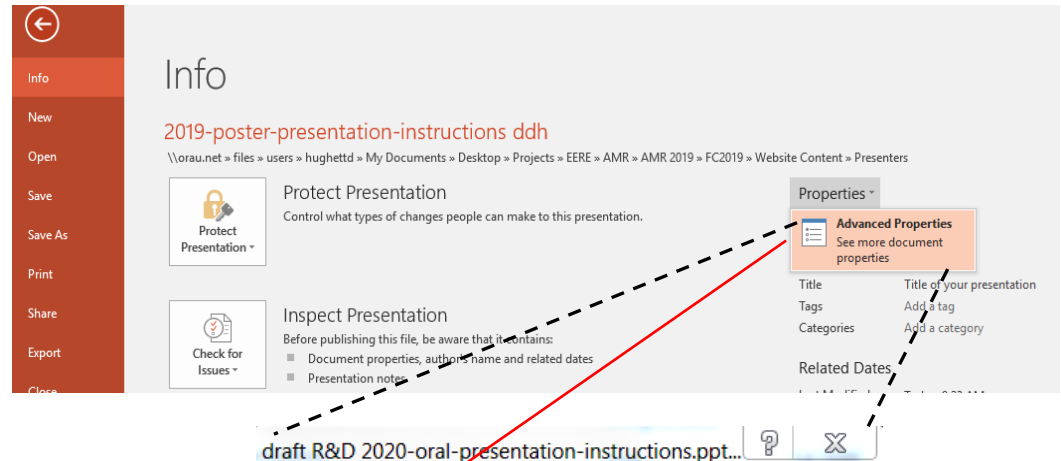 Info
New
Open
Save
Save As
Print
Share
Export
Close
Info
2019-poster-presentation-instructions ddh
\\orau.net » files » users » hughettd » My Documents » Desktop » Projects » EERE » AMR » AMR 2019 » FC2019 » Website Content » Presenters
Protect
Presentation
Protect Presentation
Control what types of changes people can make to this presentation.
Check for
Issues
Inspect Presentation
Before publishing this file, be aware that it contains:
Document properties, author's name and related dates
Presentation notes
Properties
Advanced Properties
See more document
properties
Title Title of your presentation
Tags Add a tag
Categories Add a category
Related Dates
draft R&D 2020-oral-presentation-instructions.ppt...